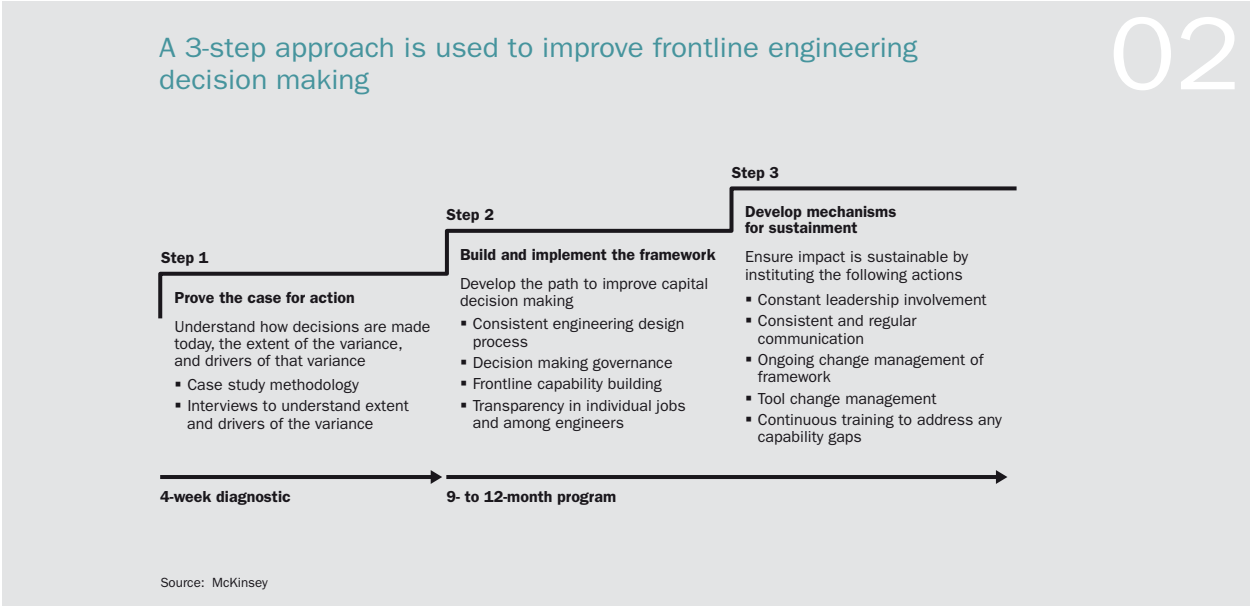 02
A 3-step approach is used to improve frontline engineering
decision making
Step 1
Prove the case for action
Understand how decisions are made
today, the extent of the variance,
and drivers of that variance
▪ Case study methodology
▪ Interviews to understand extent
and drivers of the variance
Step 2
Build and implement the framework
Develop the path to improve capital
decision making
▪ Consistent engineering design
process
▪ Decision making governance
▪ Frontline capability building
▪ Transparency in individual jobs
and among engineers
Step 3
Develop mechanisms
for sustainment
Ensure impact is sustainable by
instituting the following actions
▪ Constant leadership involvement
▪ Consistent and regular
communication
▪ Ongoing change management of
framework
▪ Tool change management
▪ Continuous training to address any
capability gaps
4-week diagnostic
9- to 12-month program
Source: McKinsey